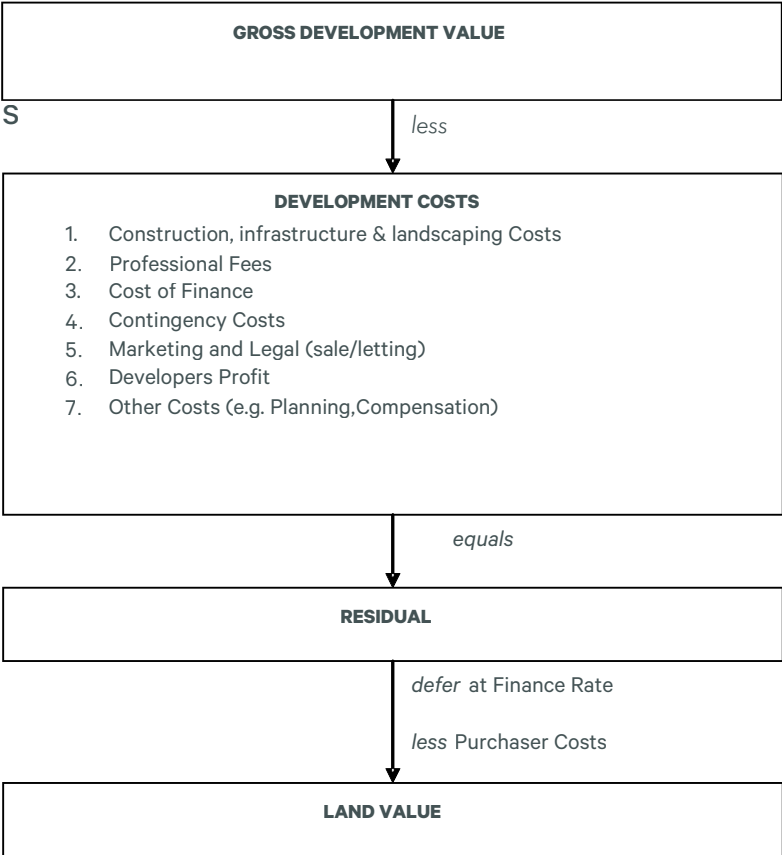 GROSS DEVELOPMENT VALUE
s
less
DEVELOPMENT COSTS
1. Construction, infrastructure & landscaping Costs
2. Professional Fees
3. Cost of Finance
4. Contingency Costs
5. Marketing and Legal (sale/letting)
6. Developers Profit
7. Other Costs (e.g. Planning,Compensation)
equals
RESIDUAL
defer at Finance Rate
less Purchaser Costs
LAND VALUE